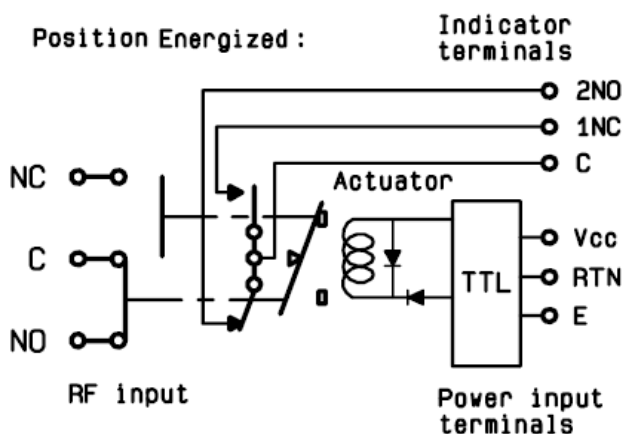 Position Energized :
Indicator
terminals
2NO
1NC
C
NC
Actuator
C
Vcc
TTL
RTN
E
NO
RF input
Power input
terminals